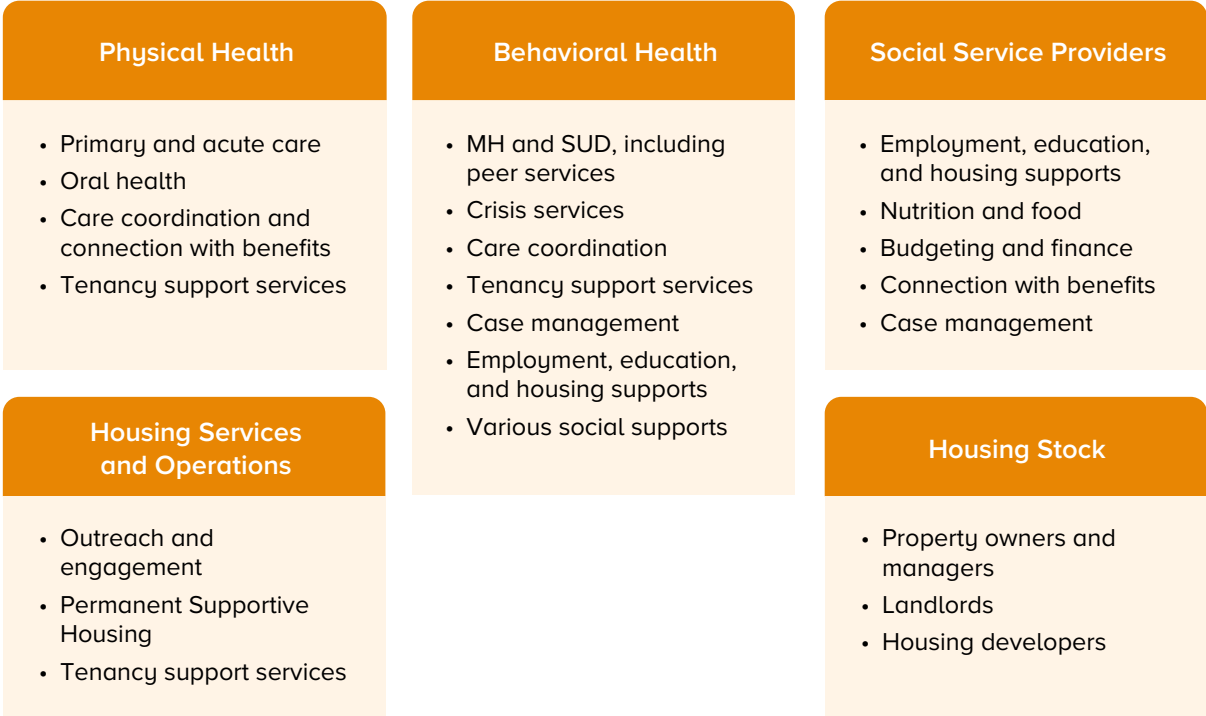 Physical Health
• Primary and acute care
• Oral health
• Care coordination and
connection with benefits
• Tenancy support services
Behavioral Health
• MH and SUD, including
peer services
• Crisis services
• Care coordination
• Tenancy support services
• Case management
• Employment, education,
and housing supports
• Various social supports
Social Service Providers
• Employment, education,
and housing supports
• Nutrition and food
• Budgeting and finance
• Connection with benefits
• Case management
Housing Services
and Operations
• Outreach and
engagement
• Permanent Supportive
Housing
• Tenancy support services
Housing Stock
• Property owners and
managers
• Landlords
• Housing developers